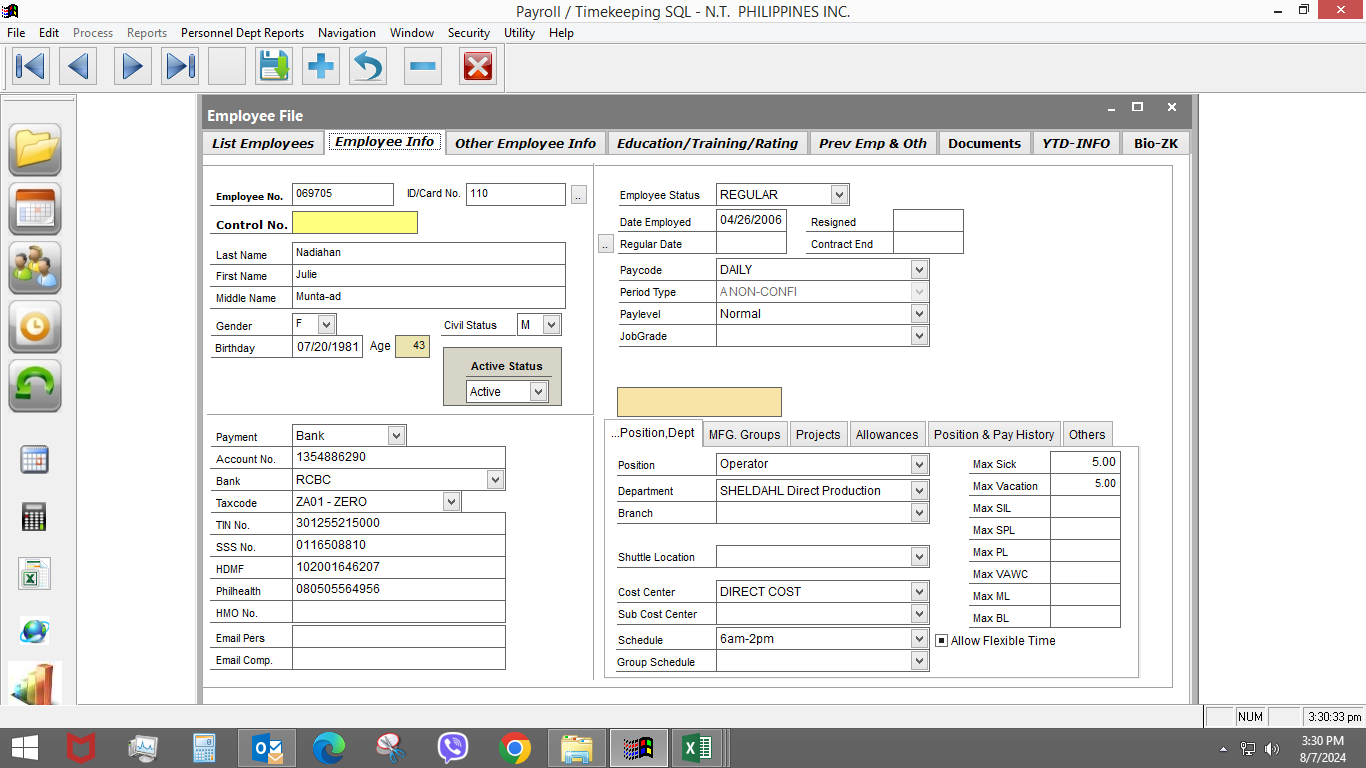 Payroll / Timekeeping SQL - N.T. PHILIPPINES INC.
File Edit Process Reports Personnel Dept Reports Navigation Window Security Utility Help
Employee File
List Employees Employee Info Other Employee Info Education/Training/Rating Prev Emp & Oth Documents YTD-INFO Bio-ZK
Employee No. 069705 ID/Card No. 110 ..
Control No.
Last Name Nadiahan
First Name Julie
Middle Name Munta-ad
Gender F Civil Status M
Birthday 07/20/1981 Age 43
Active Status
Active
Employee Status REGULAR
Date Employed 04/26/2006 Resigned
.. Regular Date Contract End
Paycode DAILY
Period Type A NON-CONFI
Paylevel Normal
JobGrade
Payment Bank
Account No. 1354886290
Bank RCBC
Taxcode ZA01 - ZERO
TIN No. 301255215000
SSS No. 0116508810
HDMF 102001646207
Philhealth 080505564956
HMO No.
Email Pers
Email Comp.
...Position,Dept MFG. Groups Projects Allowances Position & Pay History Others
Position Operator
Department SHELDAHL Direct Production
Branch
Shuttle Location
Cost Center DIRECT COST
Sub Cost Center
Schedule 6am-2pm
Group Schedule
Max Sick 5.00
Max Vacation 5.00
Max SIL
Max SPL
Max PL
Max VAWC
Max ML
Max BL
Allow Flexible Time
NUM 3:30:33 pm
3:30 PM
8/7/2024